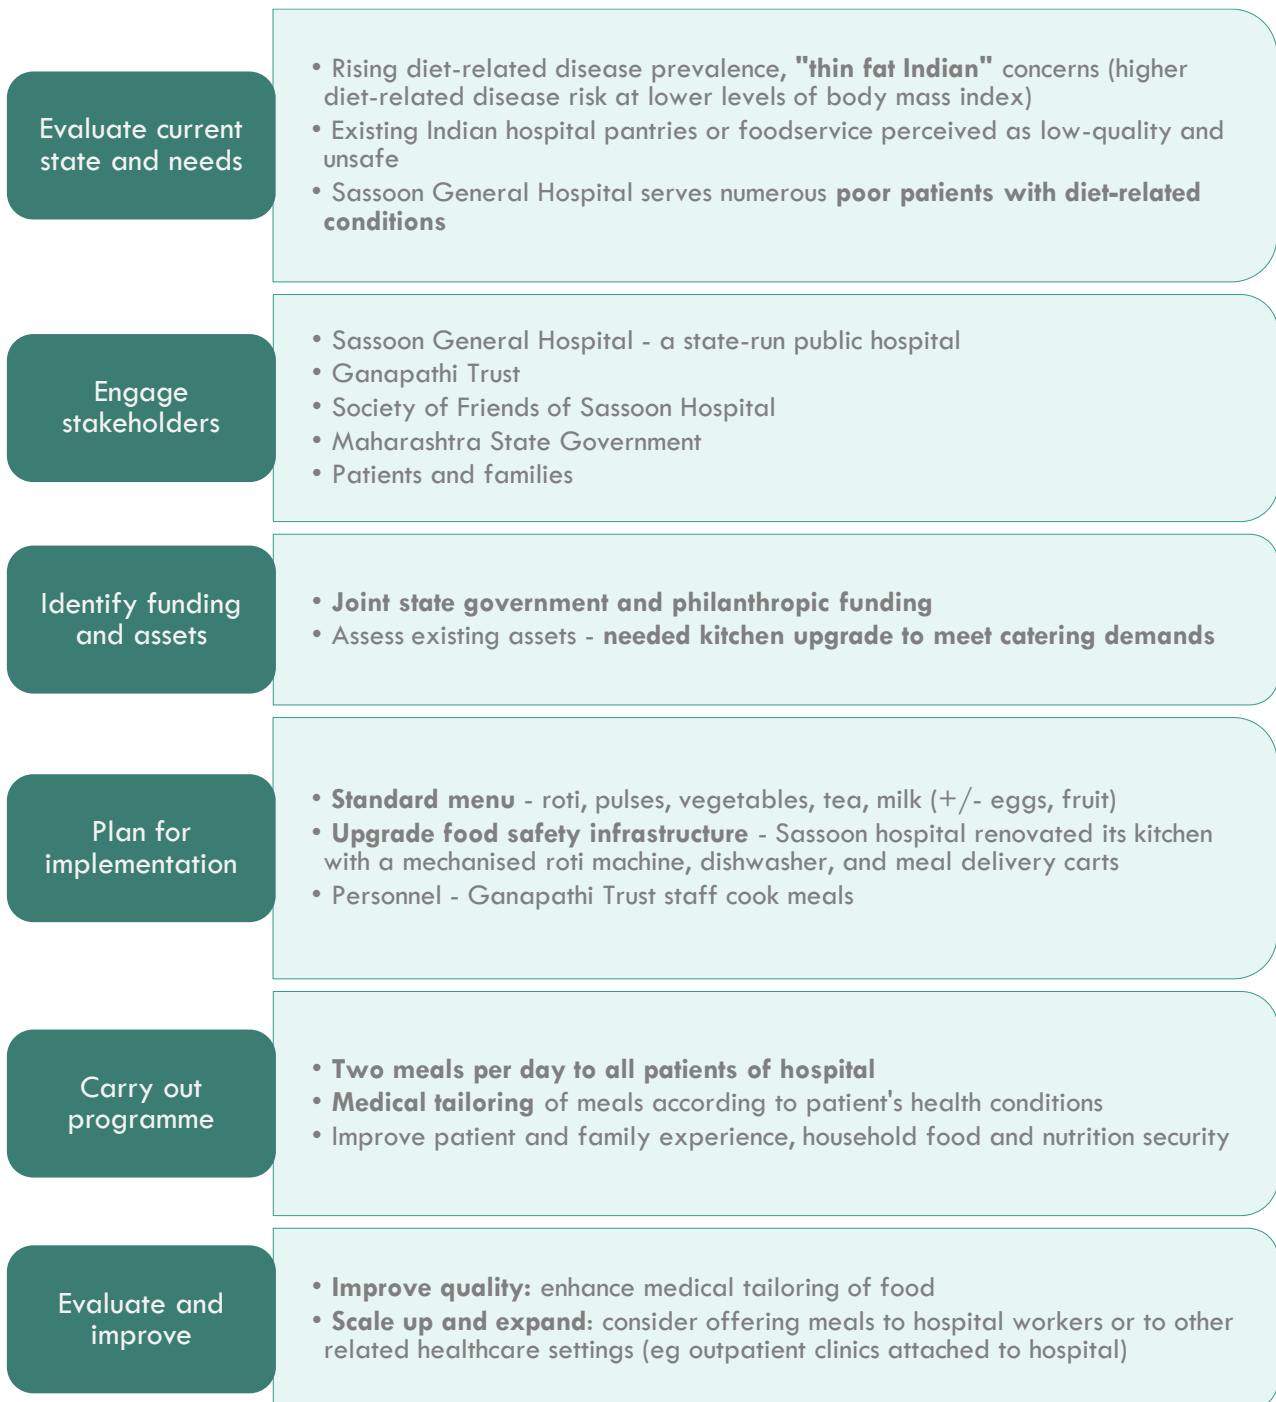 Evaluate current
state and needs
• Rising diet-related disease prevalence, "thin fat Indian" concerns (higher
diet-related disease risk at lower levels of body mass index)
• Existing Indian hospital pantries or foodservice perceived as low-quality and
unsafe
• Sassoon General Hospital serves numerous poor patients with diet-related
conditions
Engage
stakeholders
• Sassoon General Hospital - a state-run public hospital
• Ganapathi Trust
• Society of Friends of Sassoon Hospital
• Maharashtra State Government
• Patients and families
Identify funding
and assets
• Joint state government and philanthropic funding
• Assess existing assets - needed kitchen upgrade to meet catering demands
Plan for
implementation
• Standard menu - roti, pulses, vegetables, tea, milk (+/- eggs, fruit)
• Upgrade food safety infrastructure - Sassoon hospital renovated its kitchen
with a mechanised roti machine, dishwasher, and meal delivery carts
• Personnel - Ganapathi Trust staff cook meals
Carry out
programme
• Two meals per day to all patients of hospital
• Medical tailoring of meals according to patient's health conditions
• Improve patient and family experience, household food and nutrition security
Evaluate and
improve
• Improve quality: enhance medical tailoring of food
• Scale up and expand: consider offering meals to hospital workers or to other
related healthcare settings (eg outpatient clinics attached to hospital)